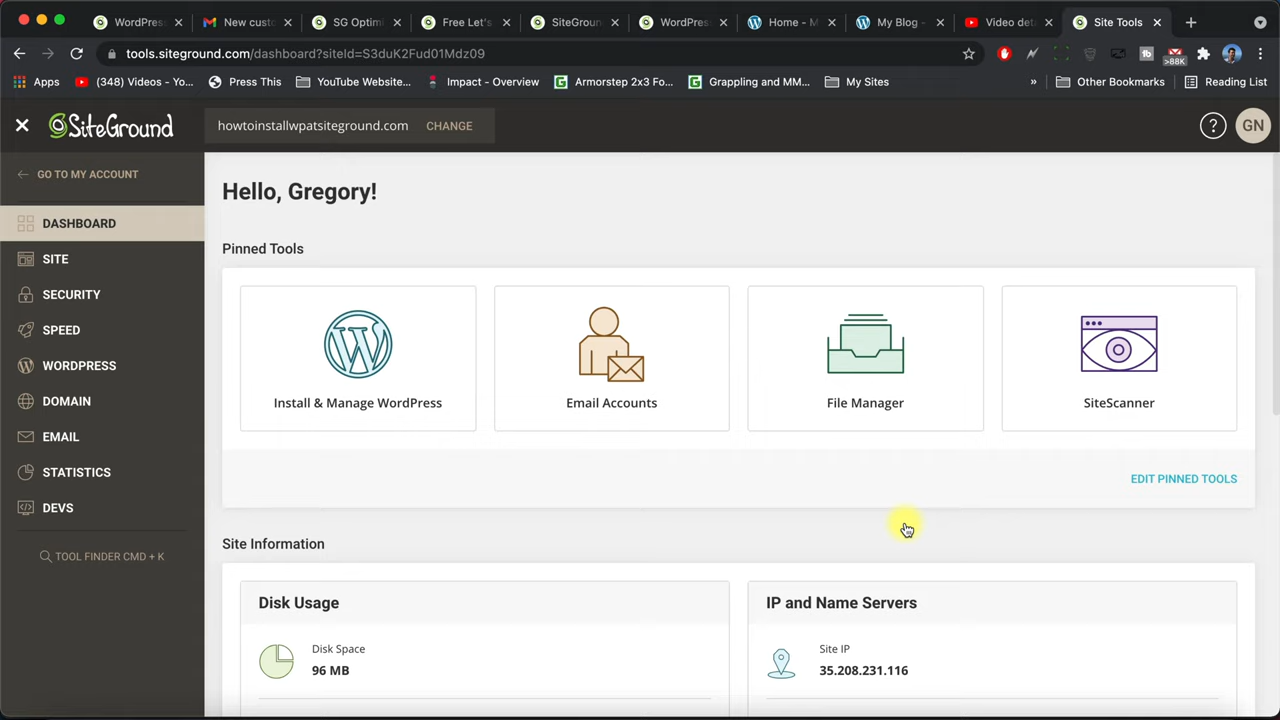 WordPres
New cust
SG Optim
Free Let's
SiteGroun
WordPres
Home - M
My Blog -
Video det
Site Tools
tools.siteground.com/dashboard?siteId=S3duK2Fud01Mdz09
>88K
Apps
(348) Videos - Yo...
Press This
YouTube Website...
Impact - Overview
Armorstep 2x3 Fo...
Grappling and MM...
My Sites
»
Other Bookmarks
Reading List
SiteGround
howtoinstallwpatsiteground.com
CHANGE
GN
GO TO MY ACCOUNT
DASHBOARD
SITE
SECURITY
SPEED
WORDPRESS
DOMAIN
EMAIL
STATISTICS
DEVS
TOOL FINDER CMD + K
Hello, Gregory!
Pinned Tools
Install & Manage WordPress
Email Accounts
File Manager
SiteScanner
EDIT PINNED TOOLS
Site Information
Disk Usage
Disk Space
96 MB
IP and Name Servers
Site IP
35.208.231.116